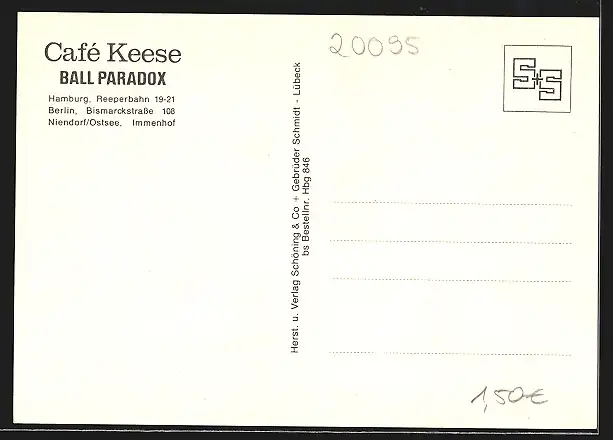 Café Keese
BALL PARADOX
Hamburg, Reeperbahn 19-21
Berlin, Bismarckstraße 108
Niendorf/Ostsee, Immenhof
Herst. u. Verlag Schöning & Co + Gebrüder Schmidt - Lübeck
bs Bestellnr. Hbg 846
20095
S+S
1,50€